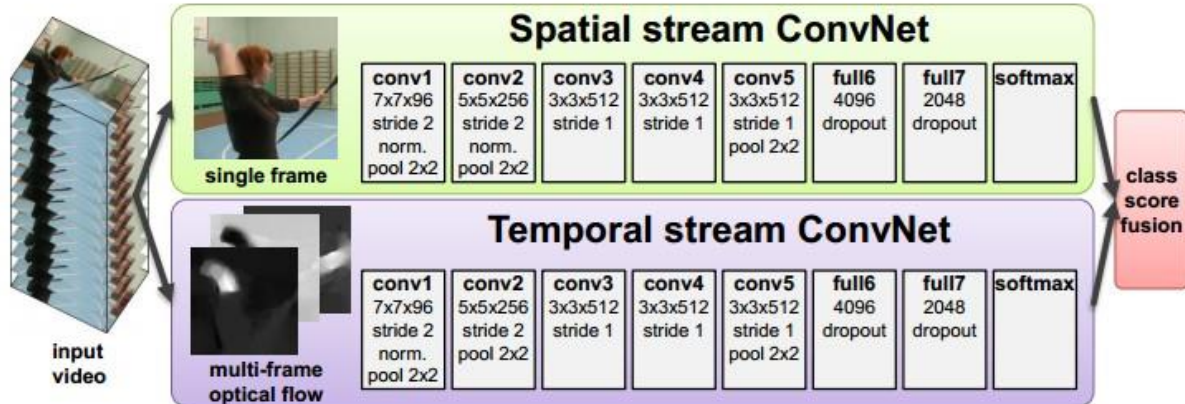 Spatial stream ConvNet
single frame
conv1
7x7x96
stride 2
norm.
pool 2x2
conv2
5x5x256
stride 2
norm.
pool 2x2
conv3
3x3x512
stride 1
conv4
3x3x512
stride 1
conv5
3x3x512
stride 1
pool 2x2
full6
4096
dropout
full7
2048
dropout
softmax
Temporal stream ConvNet
multi-frame
optical flow
conv1
7x7x96
stride 2
norm.
pool 2x2
conv2
5x5x256
stride 2
pool 2x2
conv3
3x3x512
stride 1
conv4
3x3x512
stride 1
conv5
3x3x512
stride 1
pool 2x2
full6
4096
dropout
full7
2048
dropout
softmax
input
video
class
score
fusion